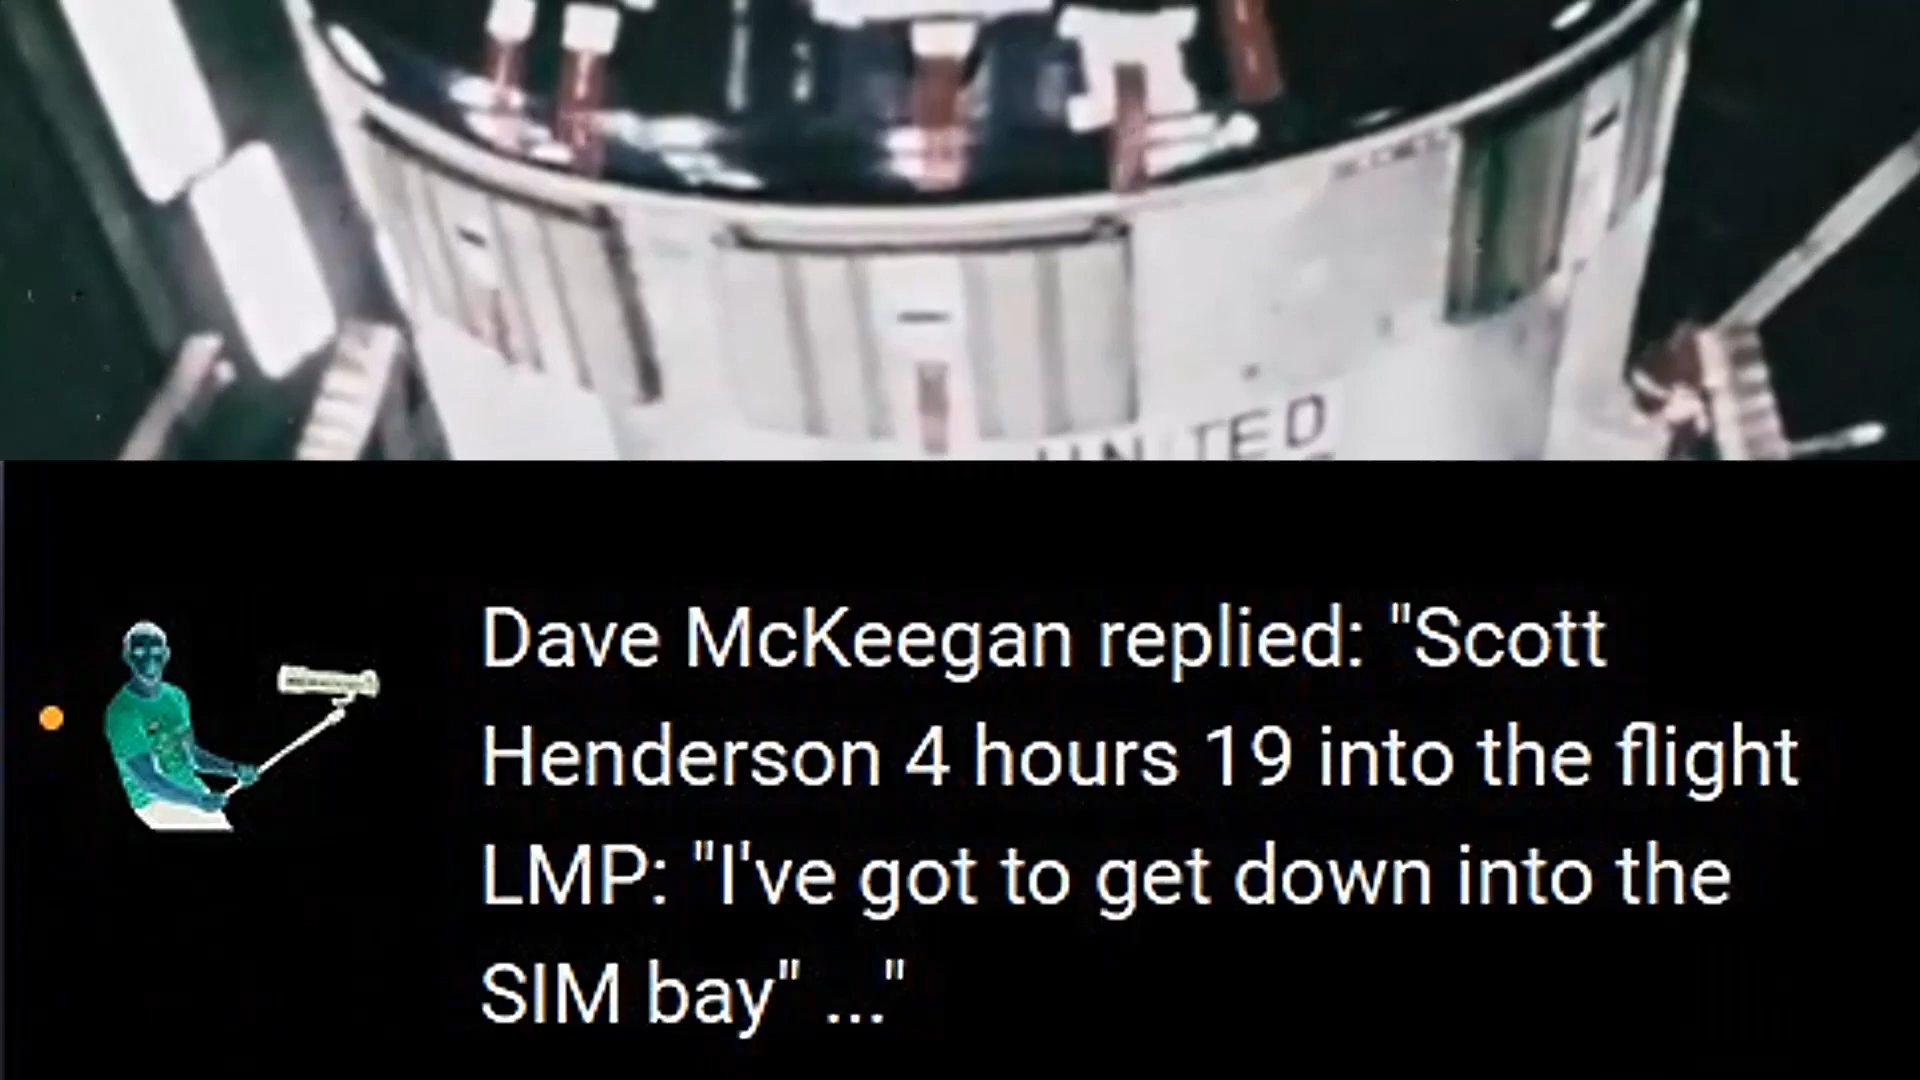 UNITED
Dave McKeegan replied: "Scott
Henderson 4 hours 19 into the flight
LMP: "I've got to get down into the
SIM bay" ..."